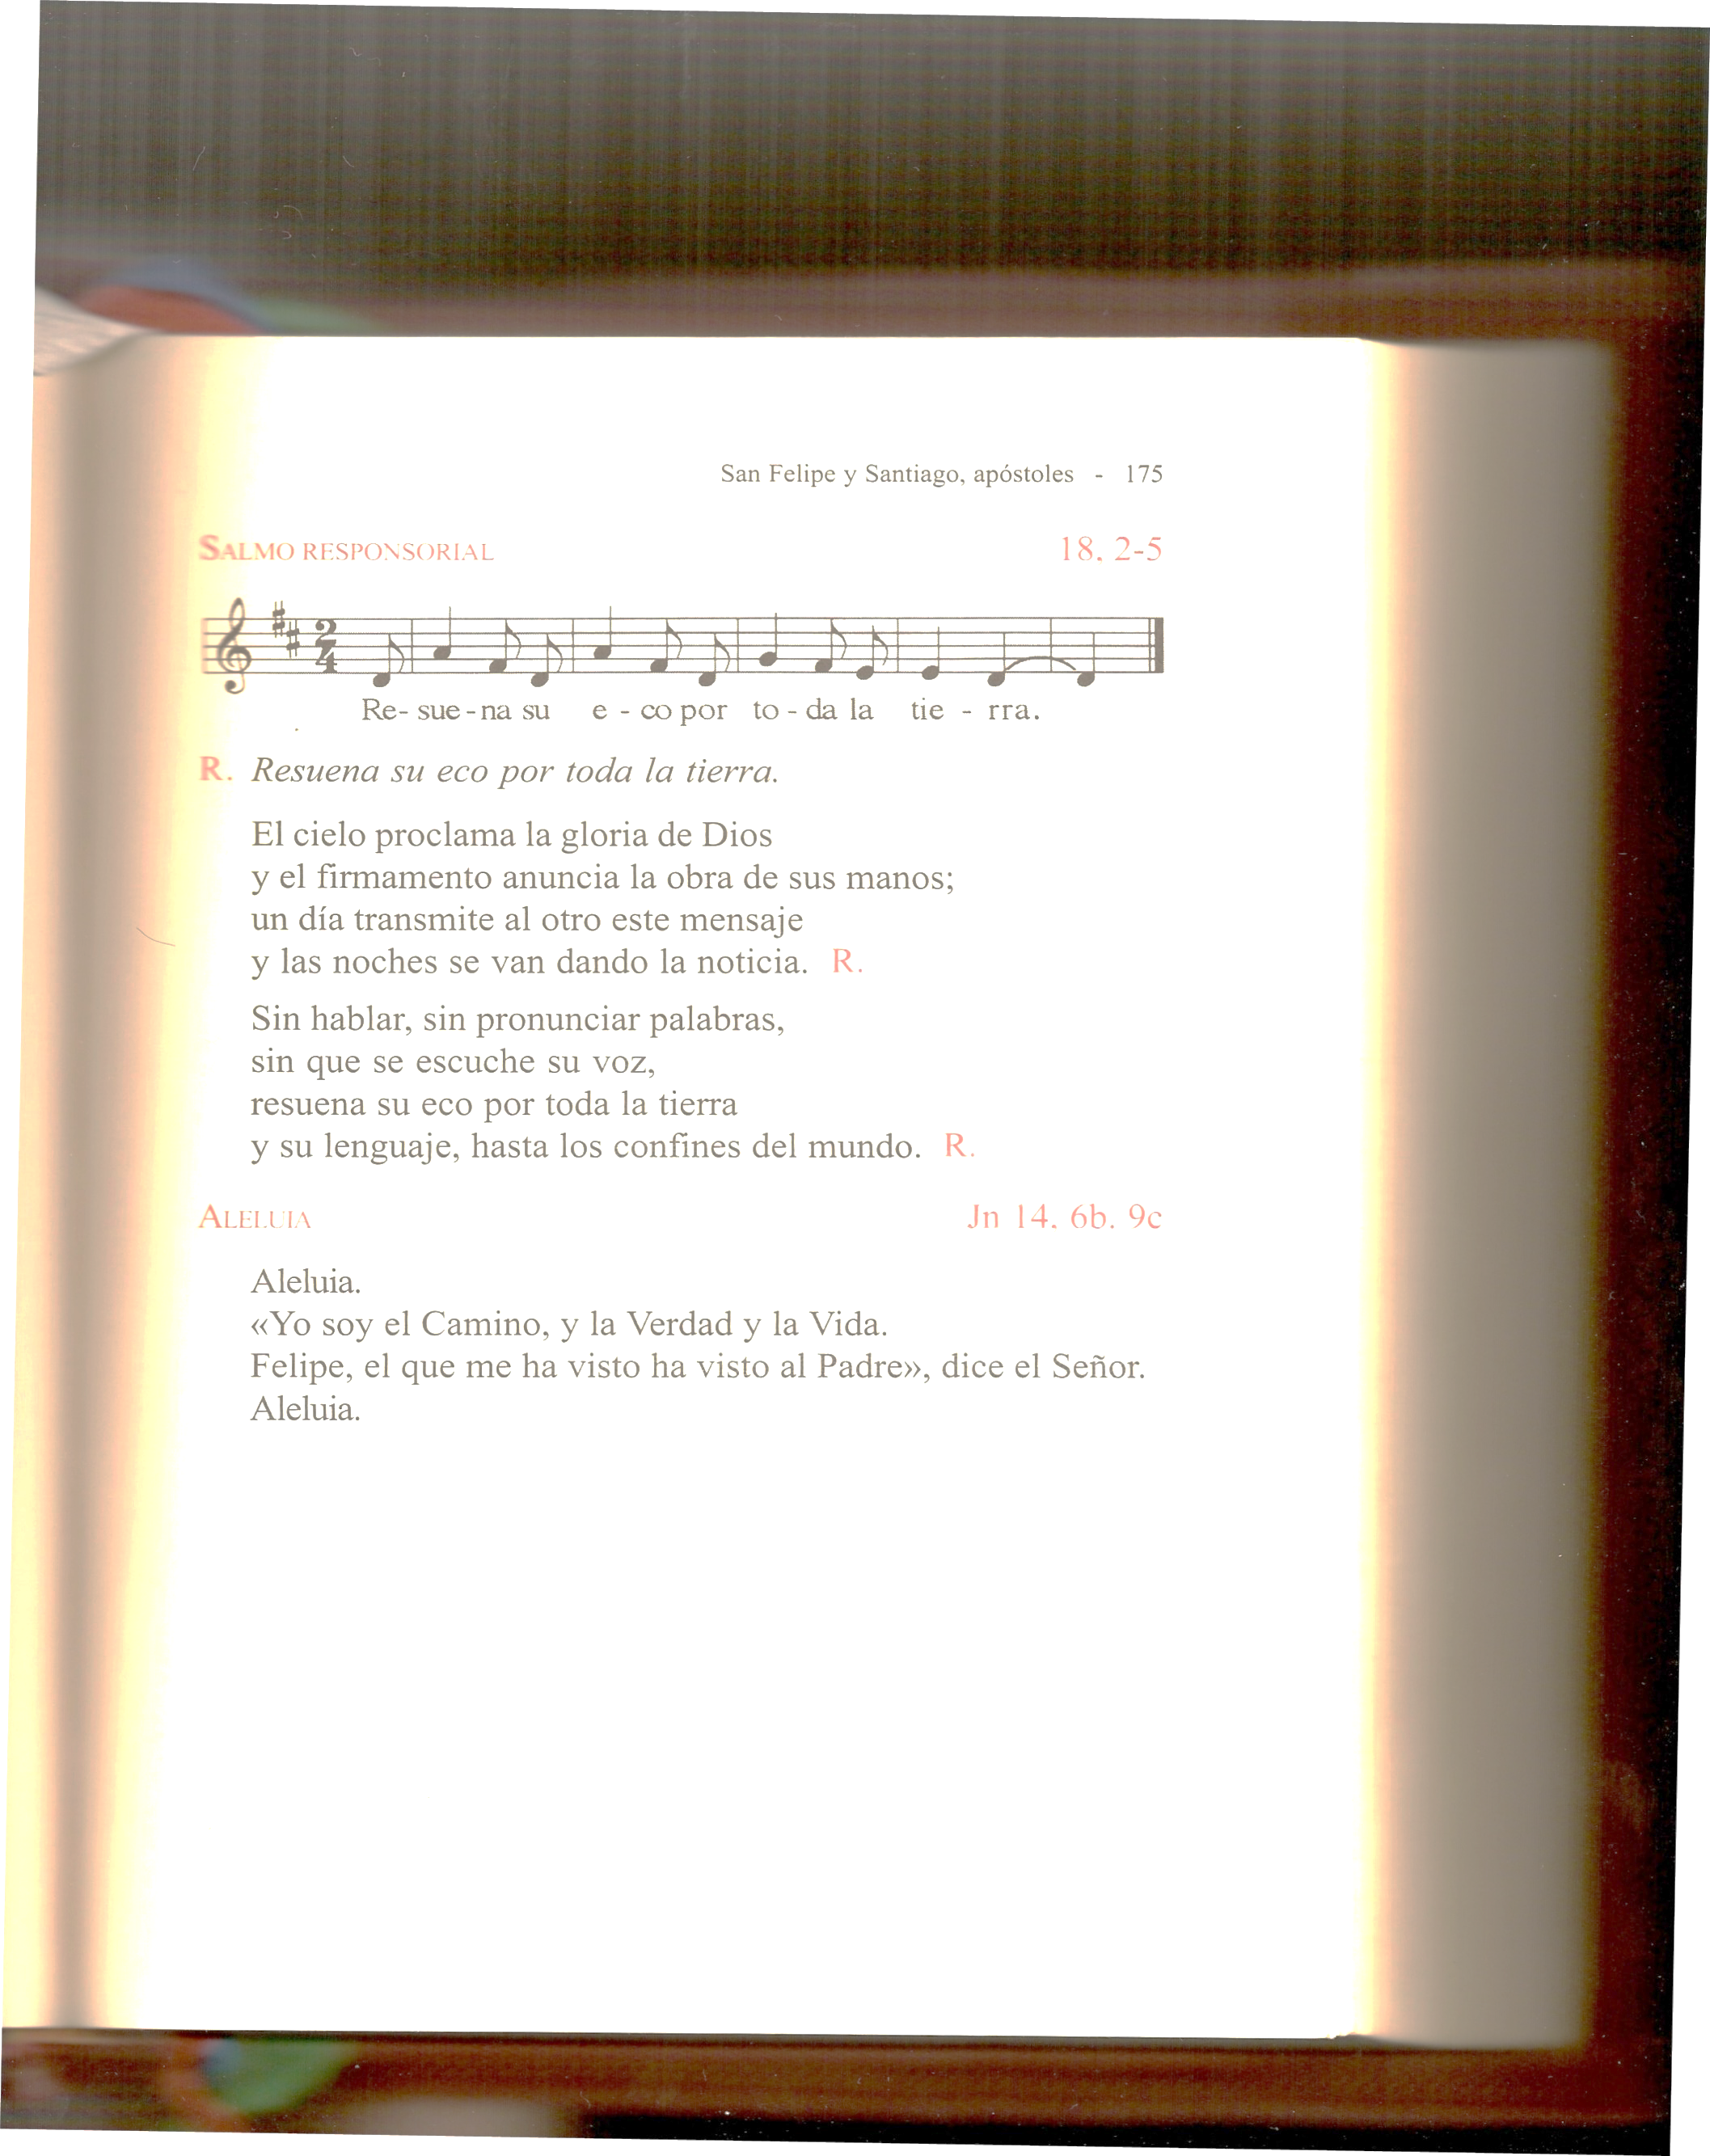 San Felipe y Santiago, apóstoles - 175
SALMO RESPONSORIAL 18, 2-5
2
4
Re- sue-na su e - co por to - da la tie - rra.
R. Resuena su eco por toda la tierra.
El cielo proclama la gloria de Dios
y el firmamento anuncia la obra de sus manos;
un día transmite al otro este mensaje
y las noches se van dando la noticia. R.
Sin hablar, sin pronunciar palabras,
sin que se escuche su voz,
resuena su eco por toda la tierra
y su lenguaje, hasta los confines del mundo. R.
ALELUIA Jn 14, 6b. 9c
Aleluia.
«Yo soy el Camino, y la Verdad y la Vida.
Felipe, el que me ha visto ha visto al Padre», dice el Señor.
Aleluia.